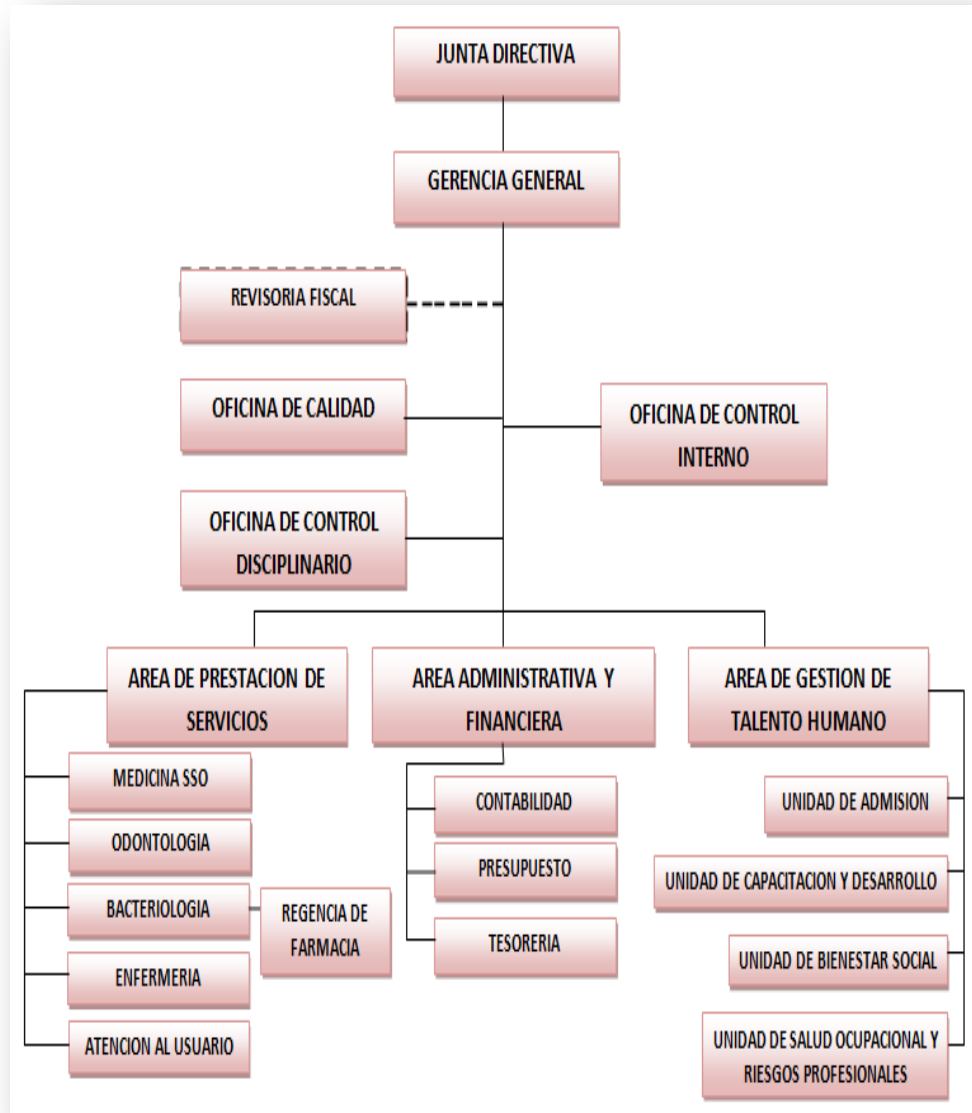 JUNTA DIRECTIVA
GERENCIA GENERAL
REVISORIA FISCAL
OFICINA DE CALIDAD
OFICINA DE CONTROL
INTERNO
OFICINA DE CONTROL
DISCIPLINARIO
AREA DE PRESTACION DE
SERVICIOS
MEDICINA SSO
ODONTOLOGIA
BACTERIOLOGIA
REGENCIA DE
FARMACIA
ENFERMERIA
ATENCION AL USUARIO
AREA ADMINISTRATIVA Y
FINANCIERA
CONTABILIDAD
PRESUPUESTO
TESORERIA
AREA DE GESTION DE
TALENTO HUMANO
UNIDAD DE ADMISION
UNIDAD DE CAPACITACION Y DESARROLLO
UNIDAD DE BIENESTAR SOCIAL
UNIDAD DE SALUD OCUPACIONAL Y
RIESGOS PROFESIONALES